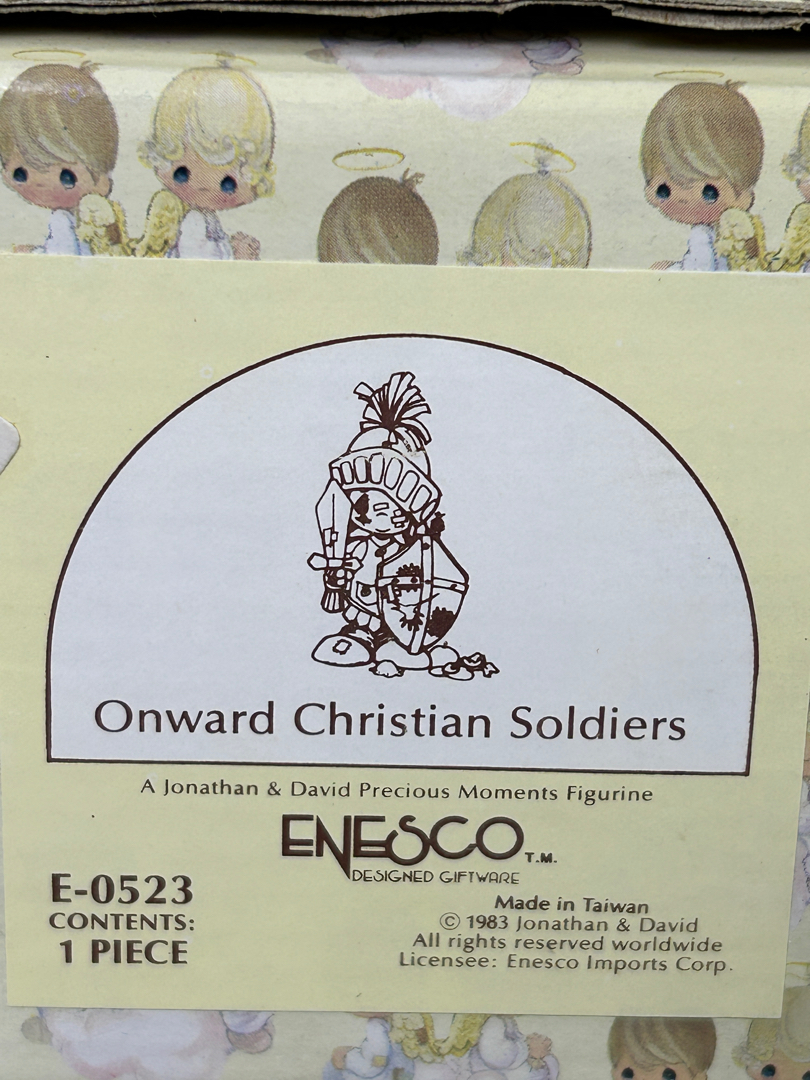 Onward Christian Soldiers
A Jonathan & David Precious Moments Figurine
ENESCO T.M.
DESIGNED GIFTWARE
E-0523
CONTENTS:
1 PIECE
Made in Taiwan
© 1983 Jonathan & David
All rights reserved worldwide
Licensee: Enesco Imports Corp.